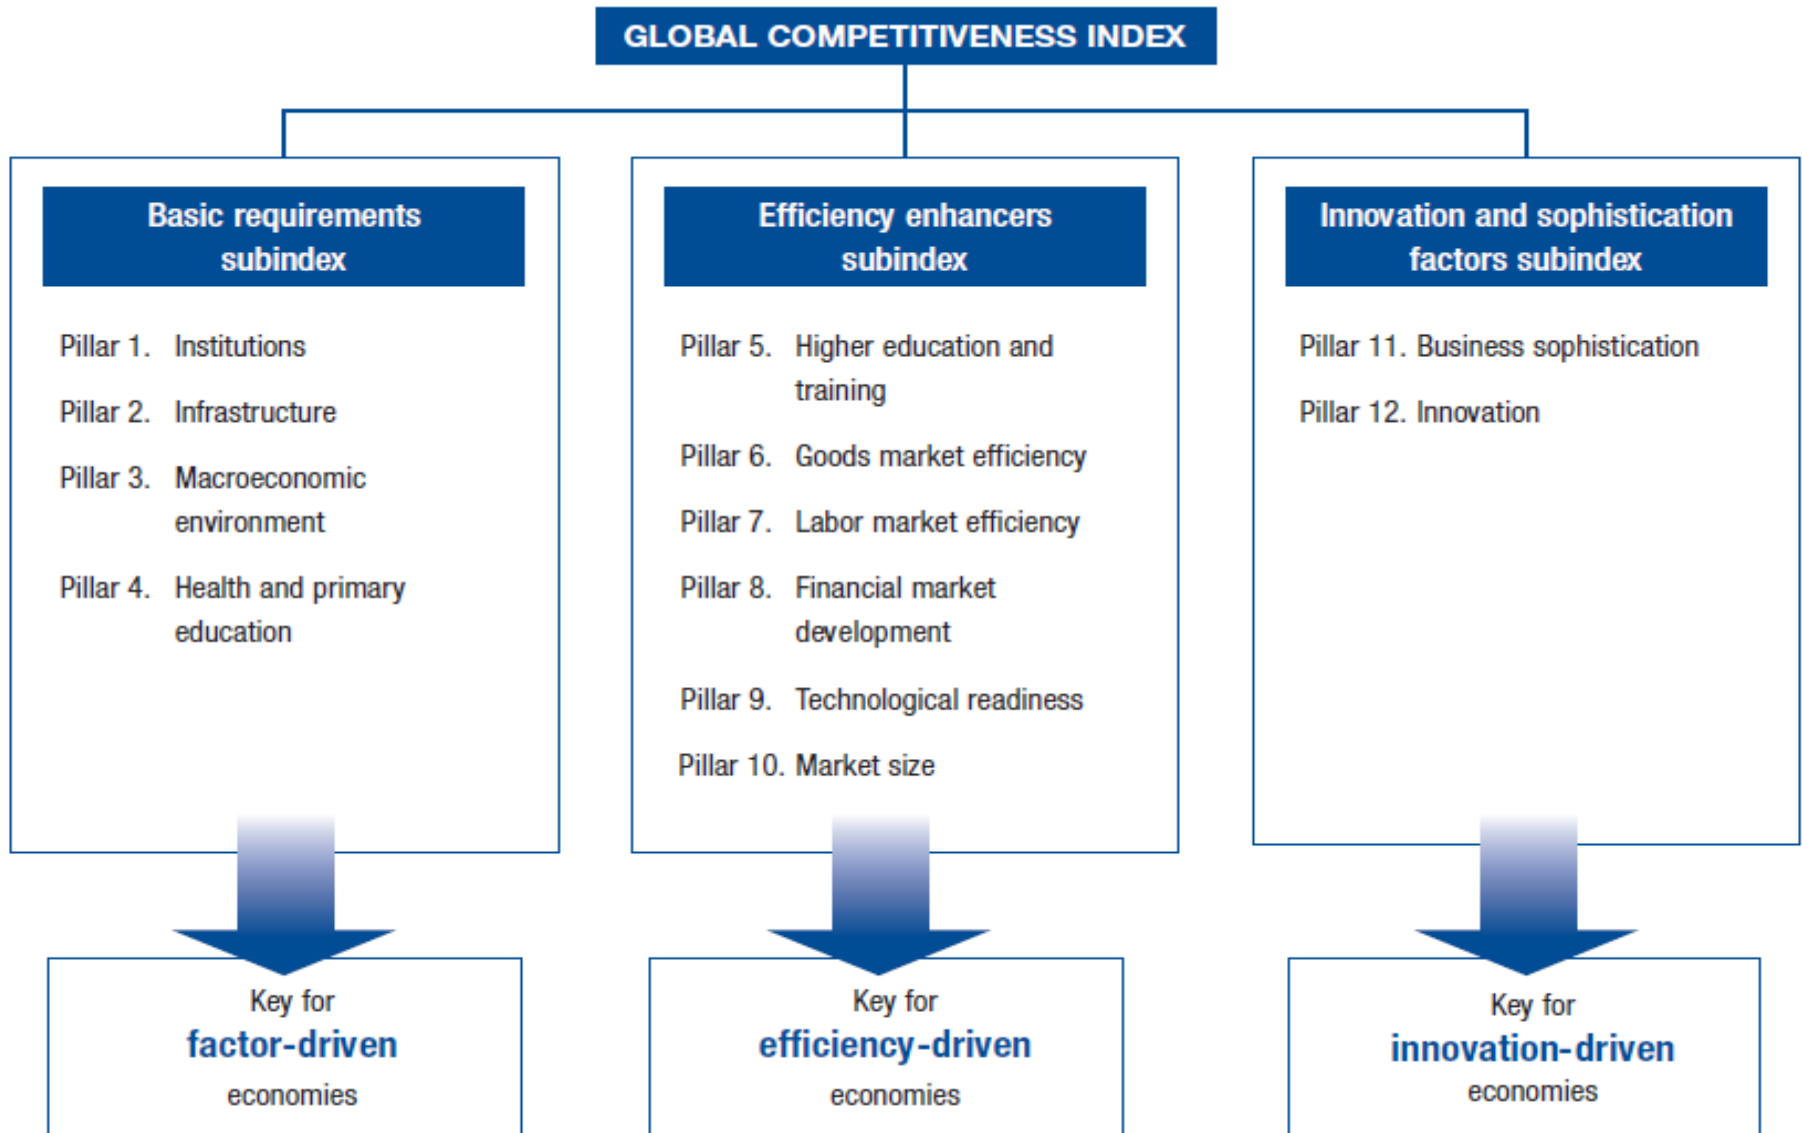 GLOBAL COMPETITIVENESS INDEX
Basic requirements
subindex
Pillar 1. Institutions
Pillar 2. Infrastructure
Pillar 3. Macroeconomic
environment
Pillar 4. Health and primary
education
Key for
factor-driven
economies
Efficiency enhancers
subindex
Pillar 5. Higher education and
training
Pillar 6. Goods market efficiency
Pillar 7. Labor market efficiency
Pillar 8. Financial market
development
Pillar 9. Technological readiness
Pillar 10. Market size
Key for
efficiency-driven
economies
Innovation and sophistication
factors subindex
Pillar 11. Business sophistication
Pillar 12. Innovation
Key for
innovation-driven
economies